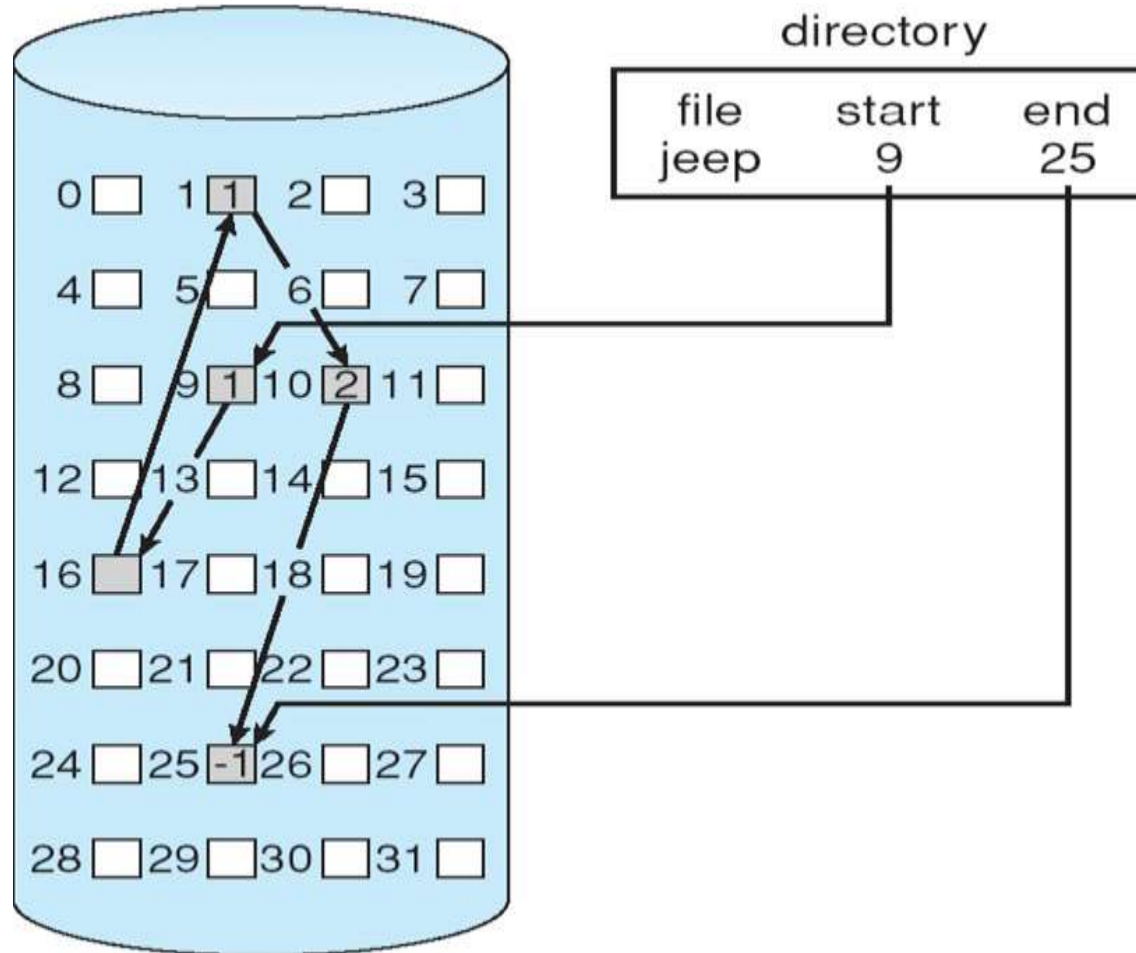 directory
file start end
jeep 9 25
0 1 1 2 3
4 5 6 7
8 9 1 10 2 11
12 13 14 15
16 17 18 19
20 21 22 23
24 25 -1 26 27
28 29 30 31